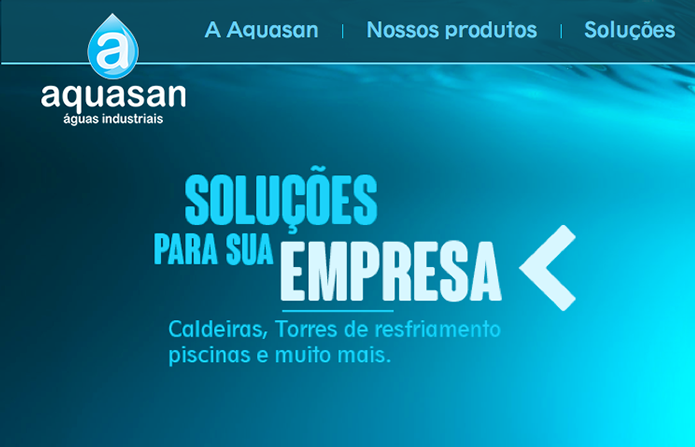 A Aquasan | Nossos produtos | Soluções
a
aquasan
águas industriais
SOLUÇÕES
PARA SUA EMPRESA
Caldeiras, Torres de resfriamento
piscinas e muito mais.